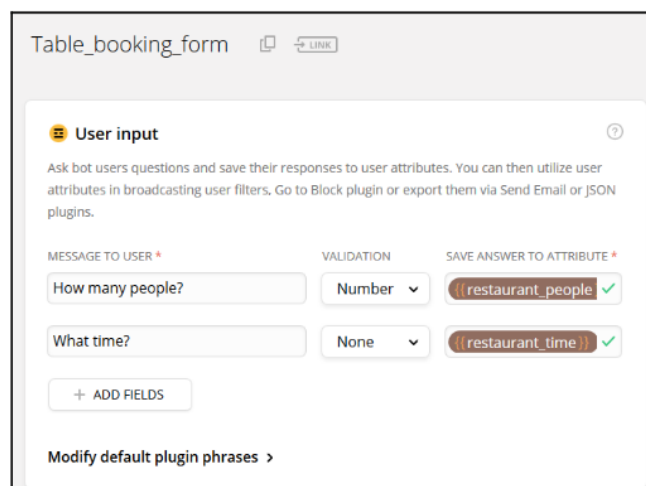 Table_booking_form LINK
User input ?
Ask bot users questions and save their responses to user attributes. You can then utilize user
attributes in broadcasting user filters, Go to Block plugin or export them via Send Email or JSON
plugins.
MESSAGE TO USER * VALIDATION SAVE ANSWER TO ATTRIBUTE *
How many people? Number {{restaurant_people
What time? None {{restaurant_time}}
+ ADD FIELDS
Modify default plugin phrases >